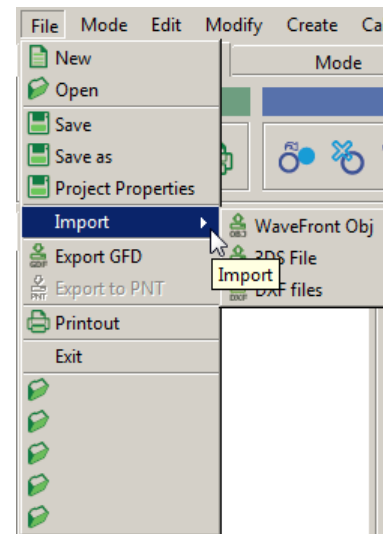 File Mode Edit Modify Create Ca
New
Mode
Open
Save
Save as
Project Properties
Import
WaveFront Obj
Export GFD
3DS File
Import
Export to PNT
DXF files
Printout
Exit